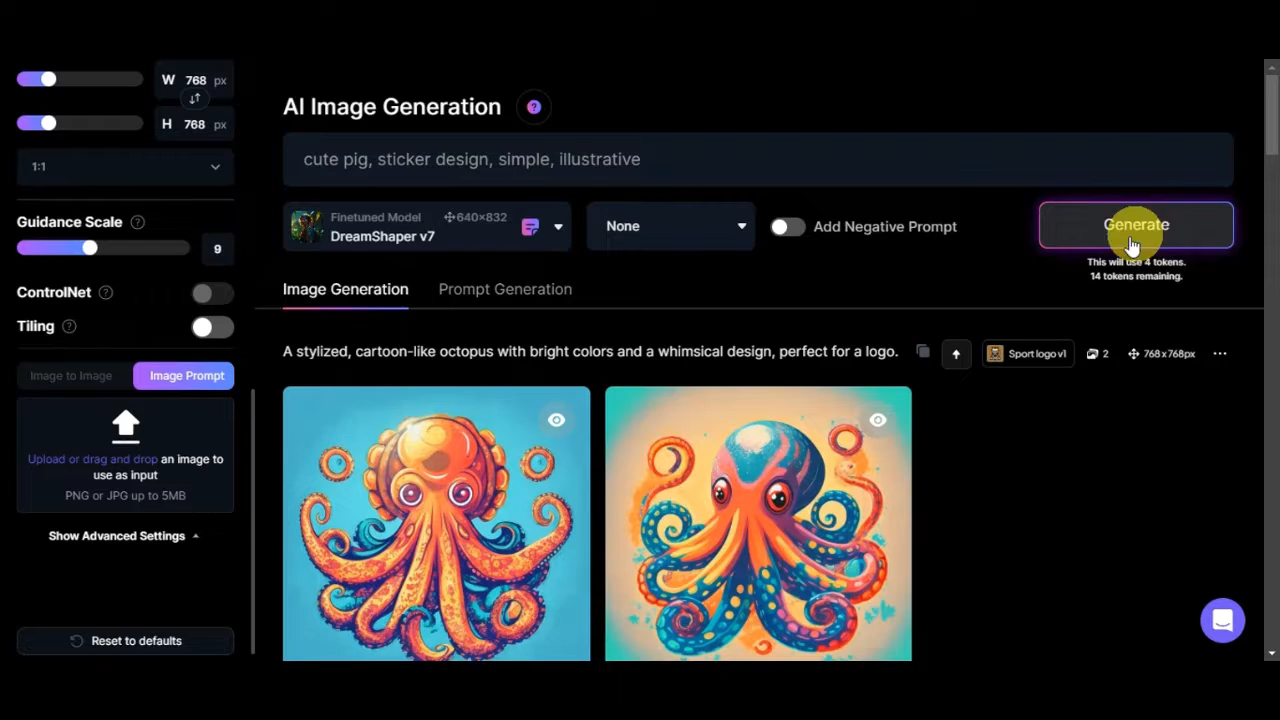 W 768 px
H 768 px
1:1
Guidance Scale ?
9
ControlNet ?
Tiling ?
Image to Image
Image Prompt
Upload or drag and drop an image to
use as input
PNG or JPG up to 5MB
Show Advanced Settings
Reset to defaults
AI Image Generation ?
cute pig, sticker design, simple, illustrative
Finetuned Model 640×832
DreamShaper v7
None
Add Negative Prompt
Generate
This will use 4 tokens.
14 tokens remaining.
Image Generation
Prompt Generation
A stylized, cartoon-like octopus with bright colors and a whimsical design, perfect for a logo.
Sport logo v1
2
768 x 768px